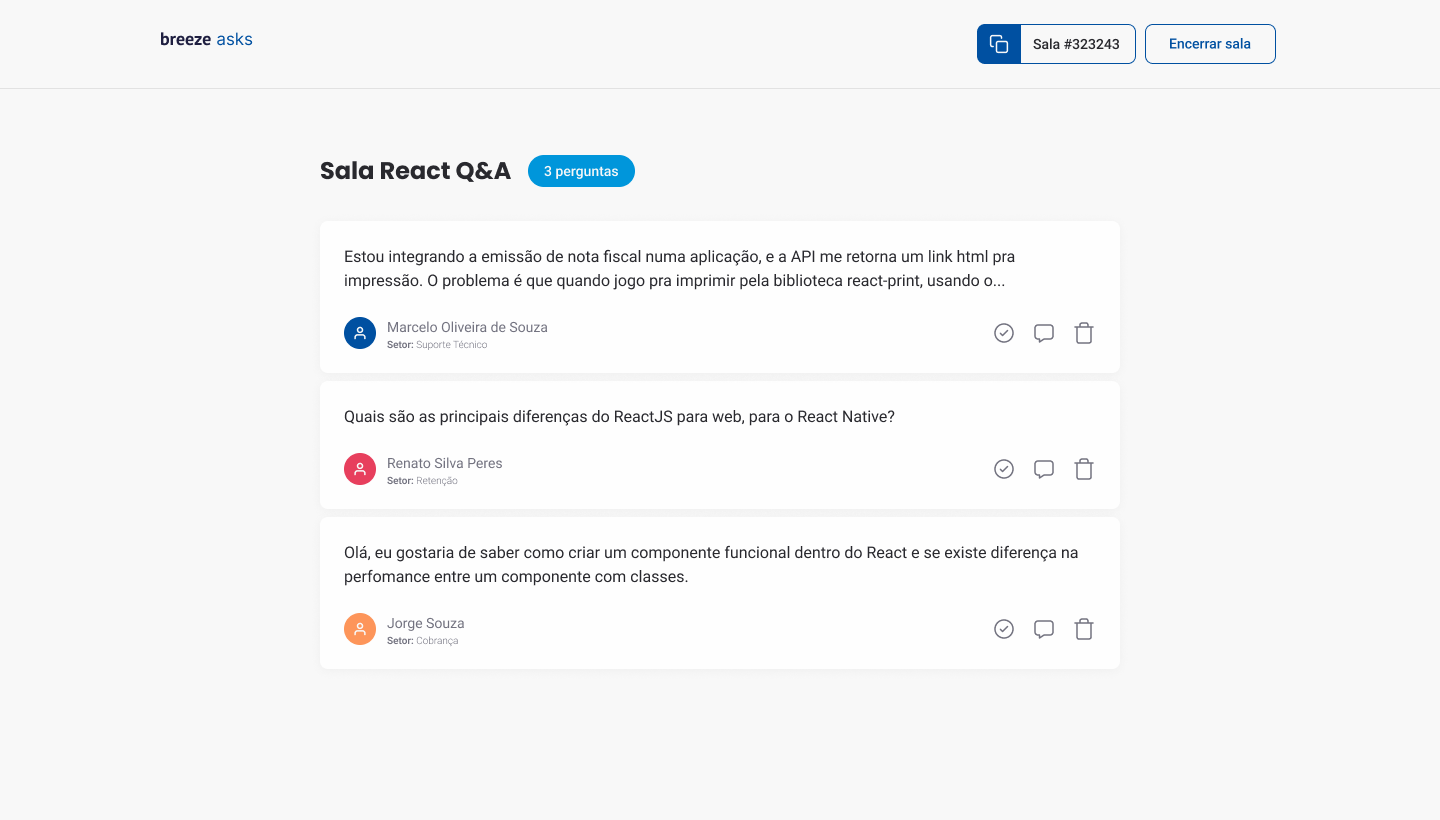 breeze asks
Sala #323243
Encerrar sala
Sala React Q&A
3 perguntas
Estou integrando a emissão de nota fiscal numa aplicação, e a API me retorna um link html pra
impressão. O problema é que quando jogo pra imprimir pela biblioteca react-print, usando o...
Marcelo Oliveira de Souza
Setor: Suporte Técnico
Quais são as principais diferenças do ReactJS para web, para o React Native?
Renato Silva Peres
Setor: Retenção
Olá, eu gostaria de saber como criar um componente funcional dentro do React e se existe diferença na
perfomance entre um componente com classes.
Jorge Souza
Setor: Cobrança